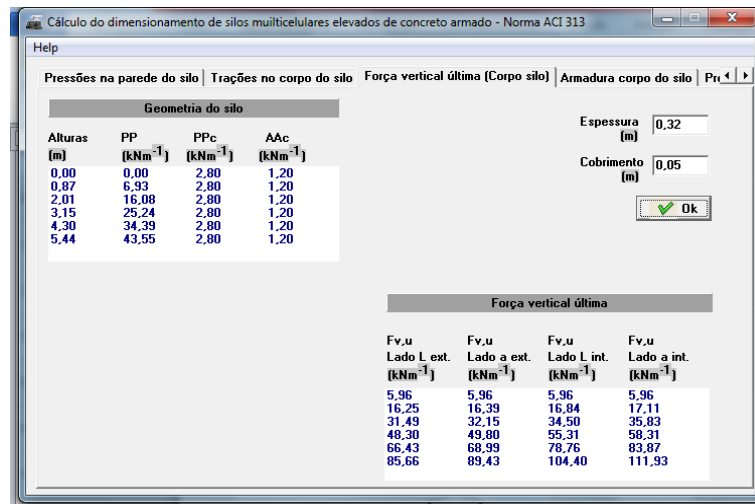 Cálculo do dimensionamento de silos muilticelulares elevados de concreto armado - Norma ACI 313
Help
Pressões na parede do silo | Trações no corpo do silo | Força vertical última (Corpo silo) | Armadura corpo do silo | Pre
Geometria do silo
Alturas PP PPc AAc
(m) (kNm-1) (kNm-1) (kNm-1)
0,00 0,00 2,80 1,20
0,87 6,93 2,80 1,20
2,01 16,08 2,80 1,20
3,15 25,24 2,80 1,20
4,30 34,39 2,80 1,20
5,44 43,55 2,80 1,20
Espessura 0,32
(m)
Cobrimento 0,05
(m)
Ok
Força vertical última
Fv,u Fv,u Fv,u Fv,u
Lado L ext. Lado a ext. Lado L int. Lado a int.
(kNm-1) (kNm-1) (kNm-1) (kNm-1)
5,96 5,96 5,96 5,96
16,25 16,39 16,84 17,11
31,49 32,15 34,50 35,83
48,30 49,80 55,31 58,31
66,43 68,99 78,76 83,87
85,66 89,43 104,40 111,93